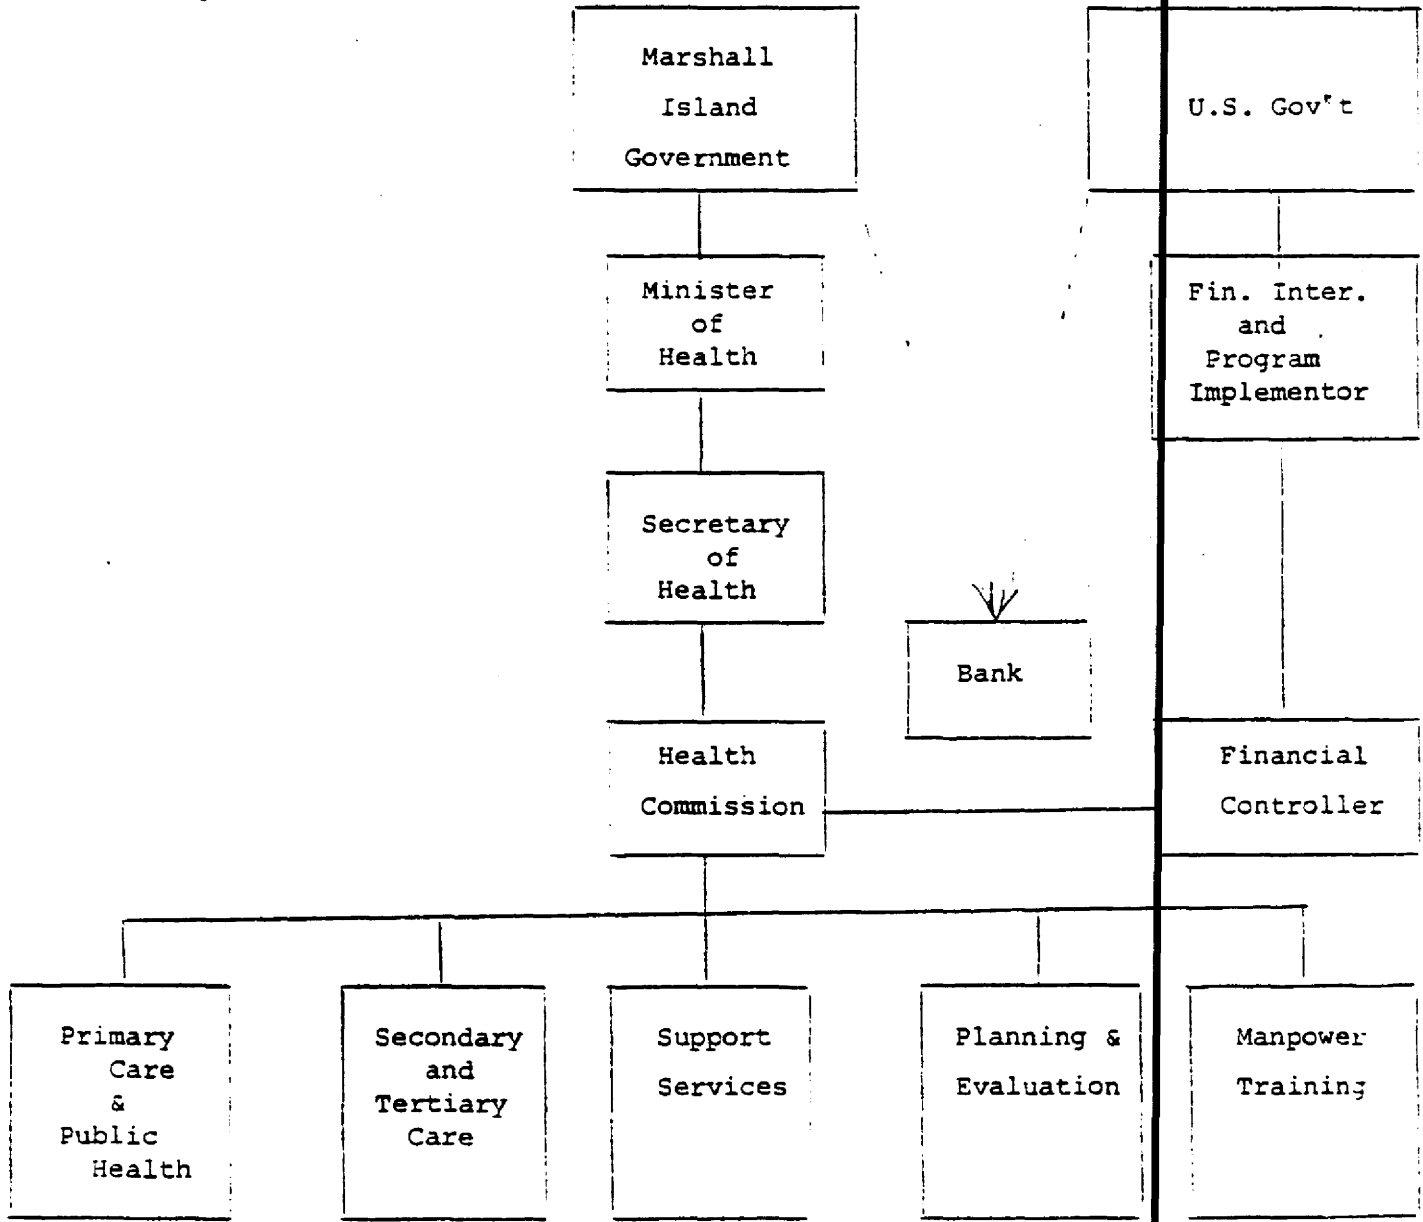 Marshall
Island
Government
U.S. Gov't
Minister
of
Health
Fin. Inter.
and
Program
Implementor
Secretary
of
Health
Bank
Health
Commission
Financial
Controller
Primary
Care
&
Public
Health
Secondary
and
Tertiary
Care
Support
Services
Planning &
Evaluation
Manpower
Training